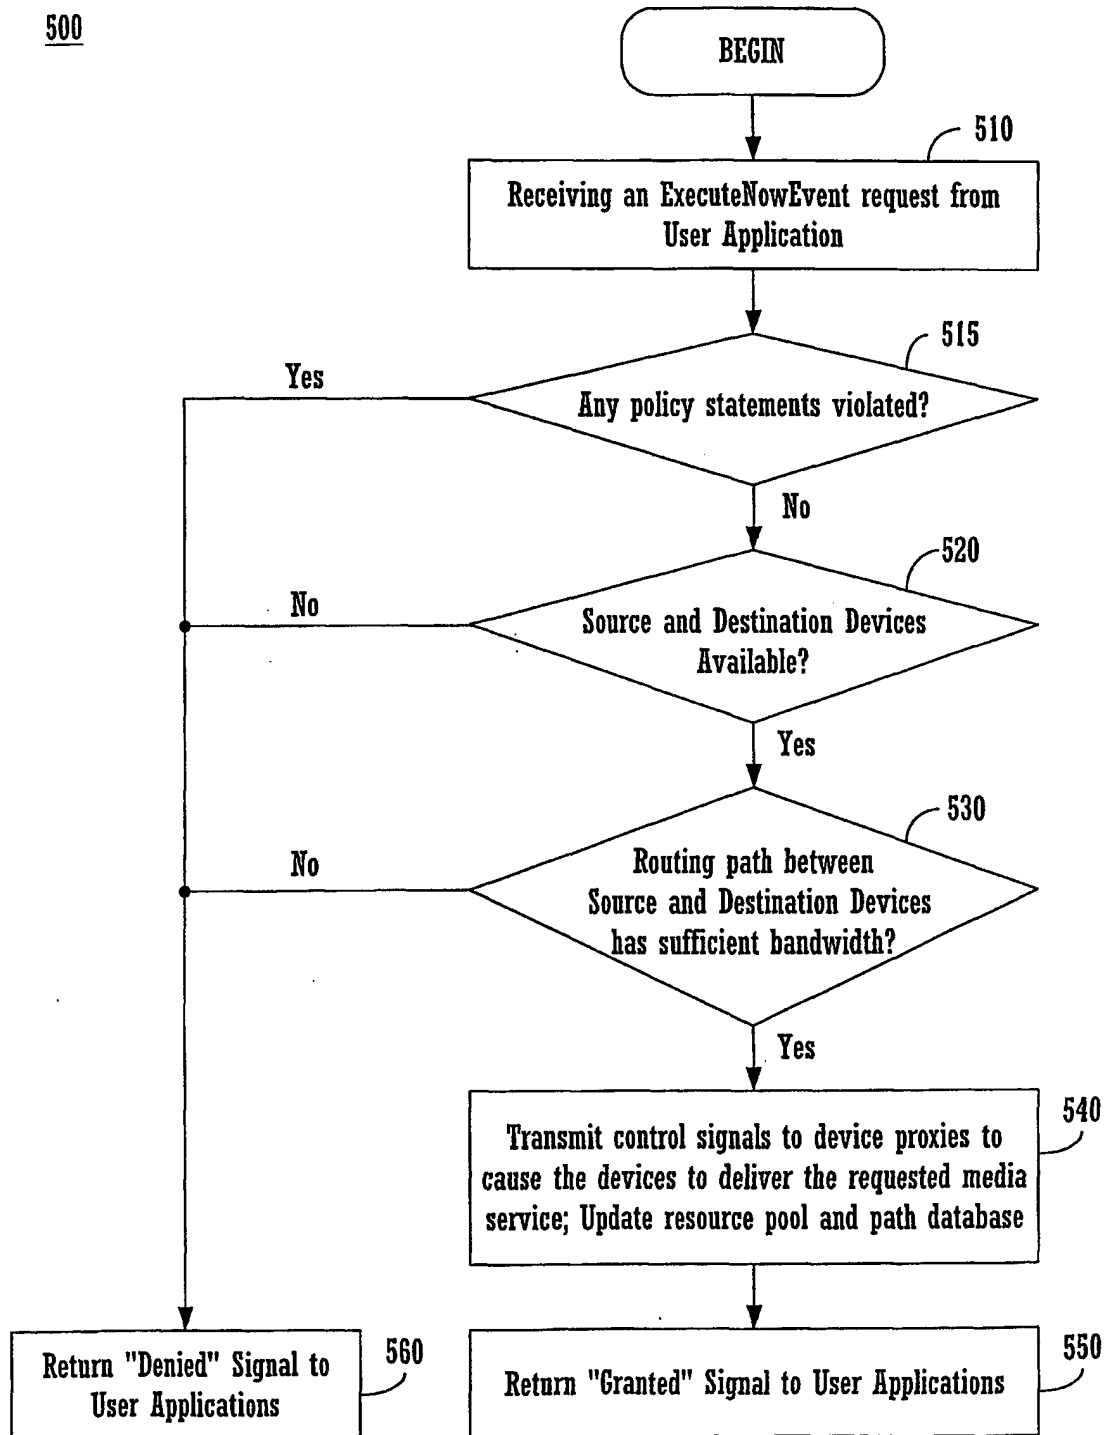 500
BEGIN
510
Receiving an ExecuteNowEvent request from
User Application
515
Yes
Any policy statements violated?
No
520
No
Source and Destination Devices
Available?
Yes
530
No
Routing path between
Source and Destination Devices
has sufficient bandwidth?
Yes
540
Transmit control signals to device proxies to
cause the devices to deliver the requested media
service; Update resource pool and path database
560
Return "Denied" Signal to
User Applications
550
Return "Granted" Signal to User Applications